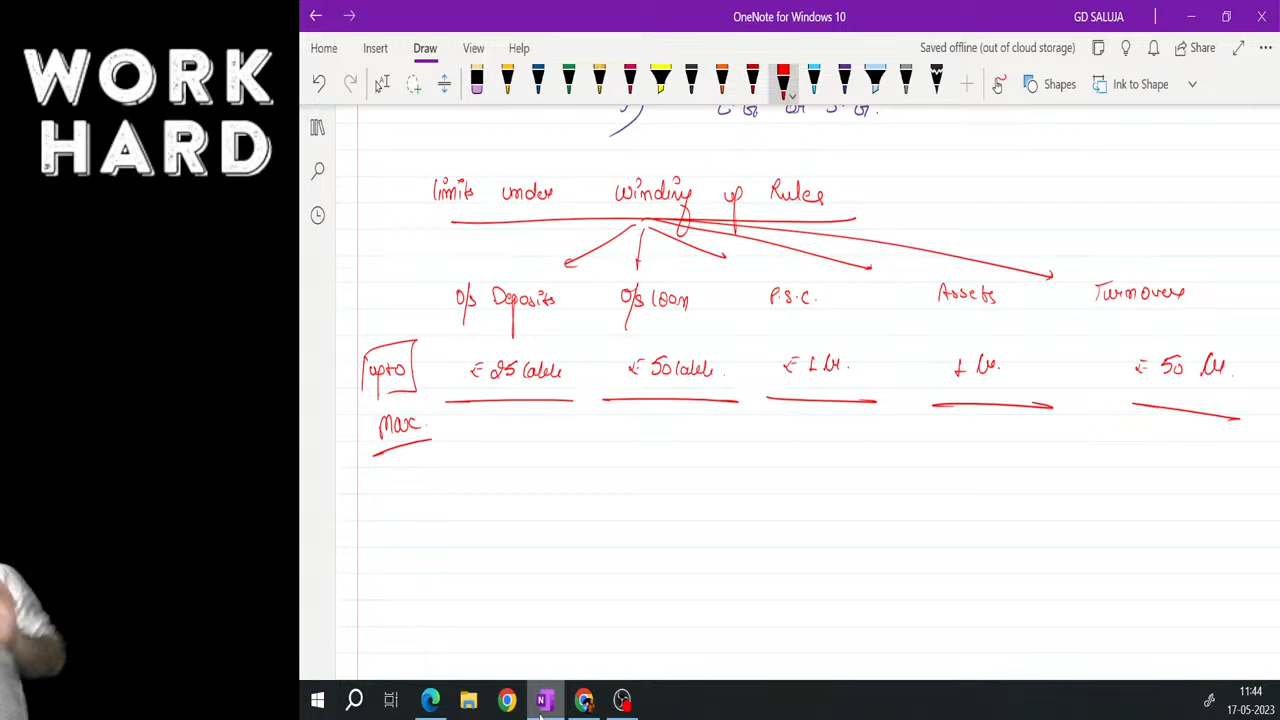 WORK
HARD
OneNote for Windows 10
GD SALUJA
Home Insert Draw View Help
Saved offline (out of cloud storage)
Share
Shapes
Ink to Shape
limits under winding up Rules
o/s Deposits o/s loan P.S.C. Assets Turnover
upto ≤ 25 lakh ≤ 50 lakh ≤ 1 Cr. 1 Cr. ≤ 50 Cr.
Max.
11:44
17-05-2023